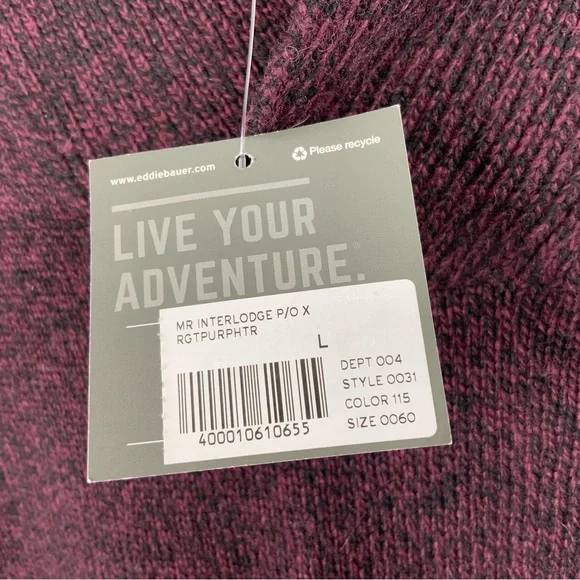 www.eddiebauer.com
Please recycle
LIVE YOUR
ADVENTURE.®
MR INTERLODGE P/O X
RGTPURPHTR
L
400010610655
DEPT 004
STYLE 0031
COLOR 115
SIZE 0060